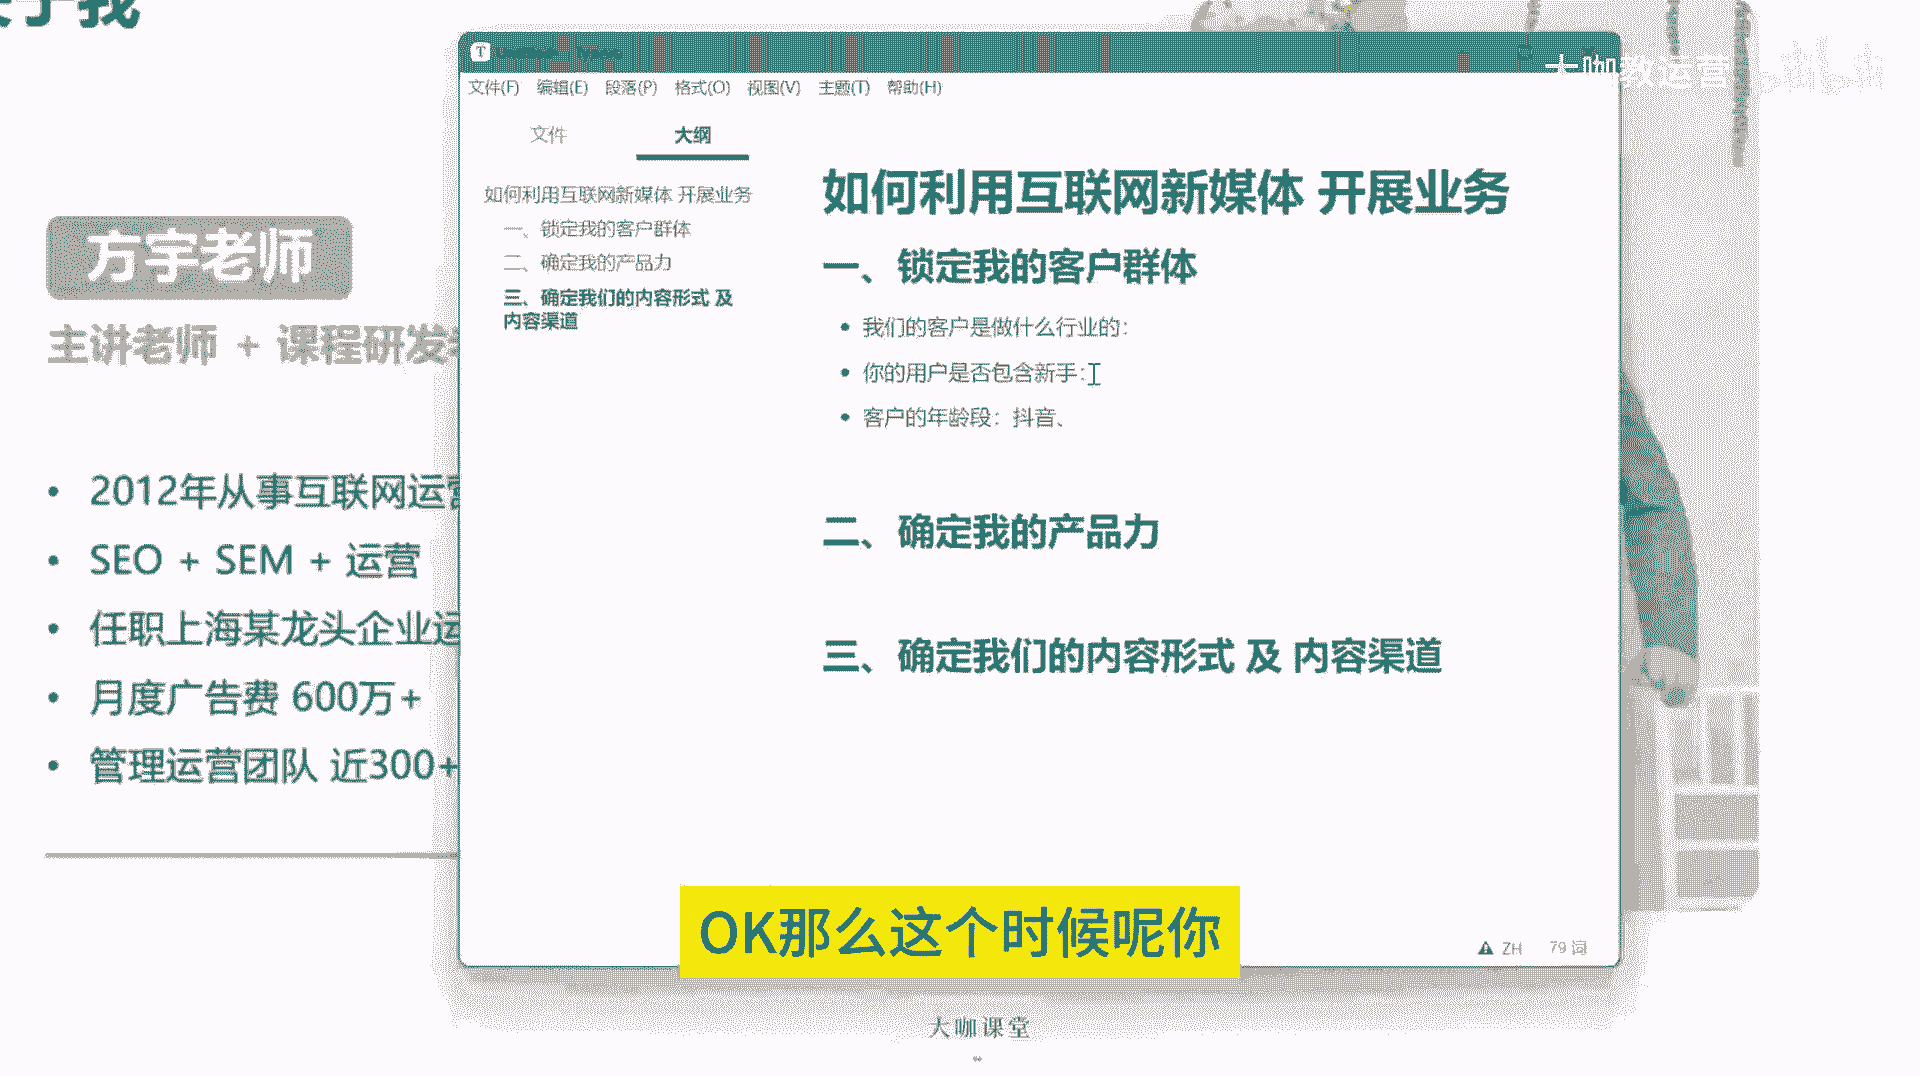 关于我
T
大咖教运营
bilibili
文件(F) 编辑(E) 段落(P) 格式(O) 视图(V) 主题(T) 帮助(H)
文件 大纲
如何利用互联网新媒体 开展业务
一、锁定我的客户群体
二、确定我的产品力
三、确定我们的内容形式 及
内容渠道
如何利用互联网新媒体 开展业务
一、锁定我的客户群体
• 我们的客户是做什么行业的：
• 你的用户是否包含新手：
• 客户的年龄段：抖音、
二、确定我的产品力
三、确定我们的内容形式 及 内容渠道
方宇老师
主讲老师 + 课程研发
• 2012年从事互联网运营
• SEO + SEM + 运营
• 任职上海某龙头企业运
• 月度广告费 600万+
• 管理运营团队 近300+
OK那么这个时候呢你
ZH 79 词
大咖课堂